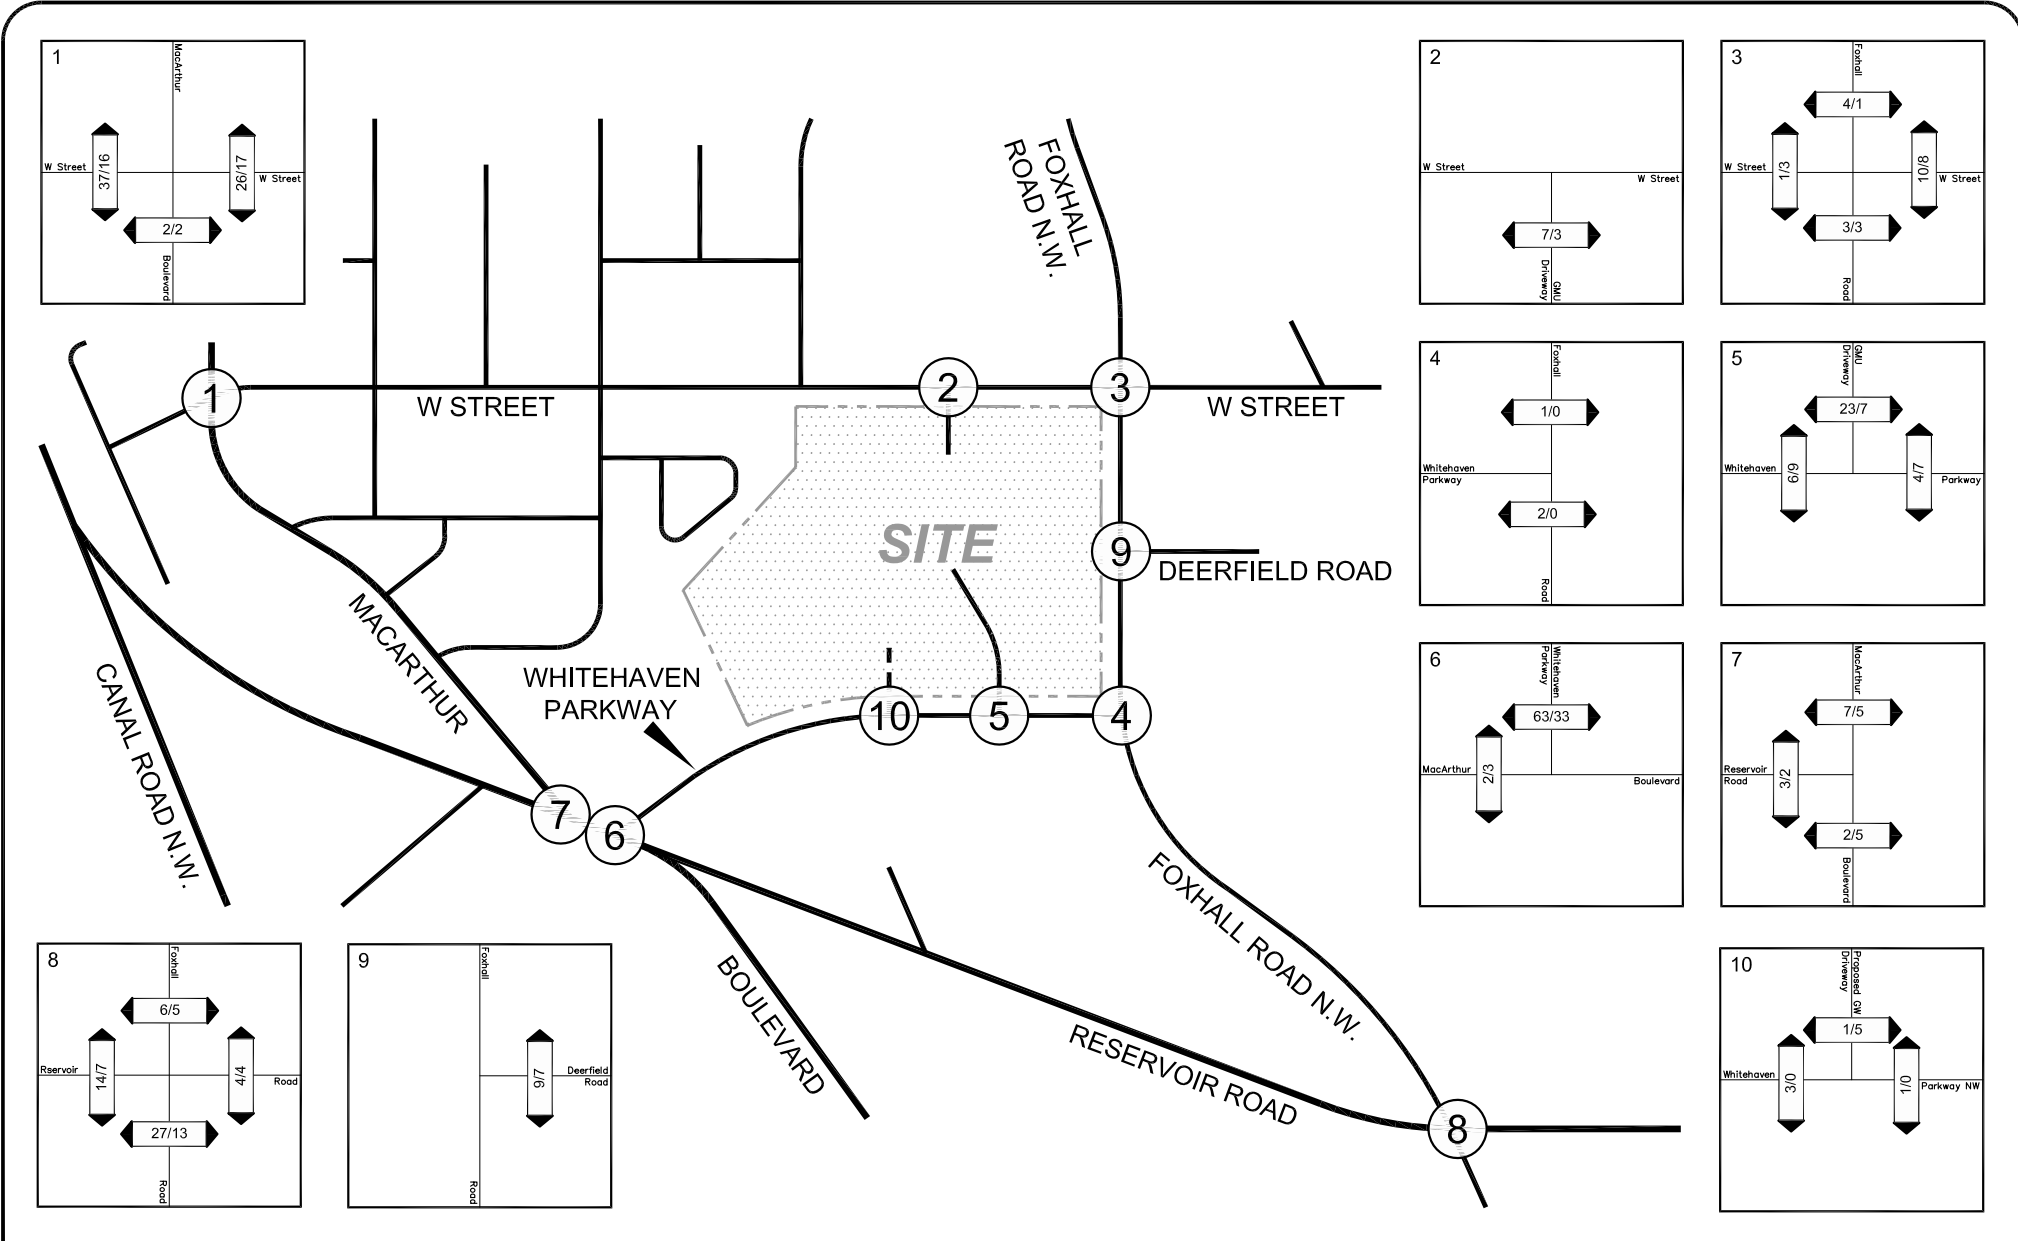 1
MacArthur
W Street
37/16
26/17
W Street
2/2
Boulevard
2
W Street
W Street
7/3
Driveway
GMU
3
Foxhall
4/1
W Street
1/3
10/8
W Street
3/3
Road
FOXHALL
ROAD N.W.
1
W STREET
2
3
W STREET
4
Foxhall
1/0
Whitehaven
Parkway
2/0
Road
5
GMU
Driveway
23/7
Whitehaven
6/9
4/7
Parkway
SITE
9
DEERFIELD ROAD
MACARTHUR
CANAL ROAD N.W.
WHITEHAVEN
PARKWAY
10
5
4
7
6
6
Whitehaven
Parkway
63/33
MacArthur
2/3
Boulevard
7
MacArthur
7/5
Reservoir
Road
3/2
2/5
Boulevard
FOXHALL ROAD N.W.
BOULEVARD
RESERVOIR ROAD
8
8
Foxhall
6/5
Rservoir
14/7
4/4
Road
27/13
Road
9
Foxhall
9/7
Deerfield
Road
Road
10
Proposed GW
Driveway
1/5
Whitehaven
3/0
1/0
Parkway NW